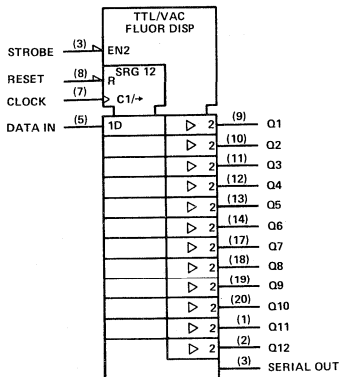 TTL/VAC
FLUOR DISP
STROBE (3) EN2
SRG 12
RESET (8) R
CLOCK (7) C1/→
DATA IN (5) 1D
▷ 2 (9) Q1
▷ 2 (10) Q2
▷ 2 (11) Q3
▷ 2 (12) Q4
▷ 2 (13) Q5
▷ 2 (14) Q6
▷ 2 (17) Q7
▷ 2 (18) Q8
▷ 2 (19) Q9
▷ 2 (20) Q10
▷ 2 (1) Q11
▷ 2 (2) Q12
(3) SERIAL OUT